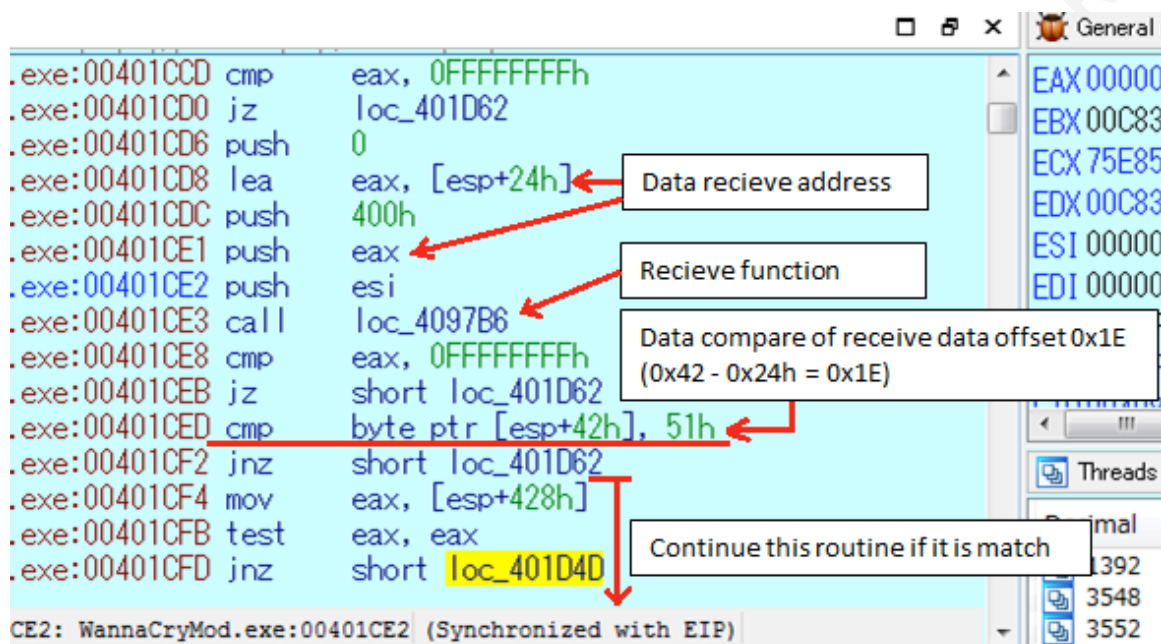 General
.exe:00401CCD cmp eax, 0FFFFFFFFh
.exe:00401CD0 jz loc_401D62
.exe:00401CD6 push 0
.exe:00401CD8 lea eax, [esp+24h]
.exe:00401CDC push 400h
.exe:00401CE1 push eax
.exe:00401CE2 push esi
.exe:00401CE3 call loc_4097B6
.exe:00401CE8 cmp eax, 0FFFFFFFFh
.exe:00401CEB jz short loc_401D62
.exe:00401CED cmp byte ptr [esp+42h], 51h
.exe:00401CF2 jnz short loc_401D62
.exe:00401CF4 mov eax, [esp+428h]
.exe:00401CFB test eax, eax
.exe:00401CFD jnz short loc_401D4D
Data recieve address
Recieve function
Data compare of receive data offset 0x1E
(0x42 - 0x24h = 0x1E)
Continue this routine if it is match
EAX 00000
EBX 00C83
ECX 75E85
EDX 00C83
ESI 00000
EDI 00000
Threads
imal
1392
3548
3552
CE2: WannaCryMod.exe:00401CE2 (Synchronized with EIP)